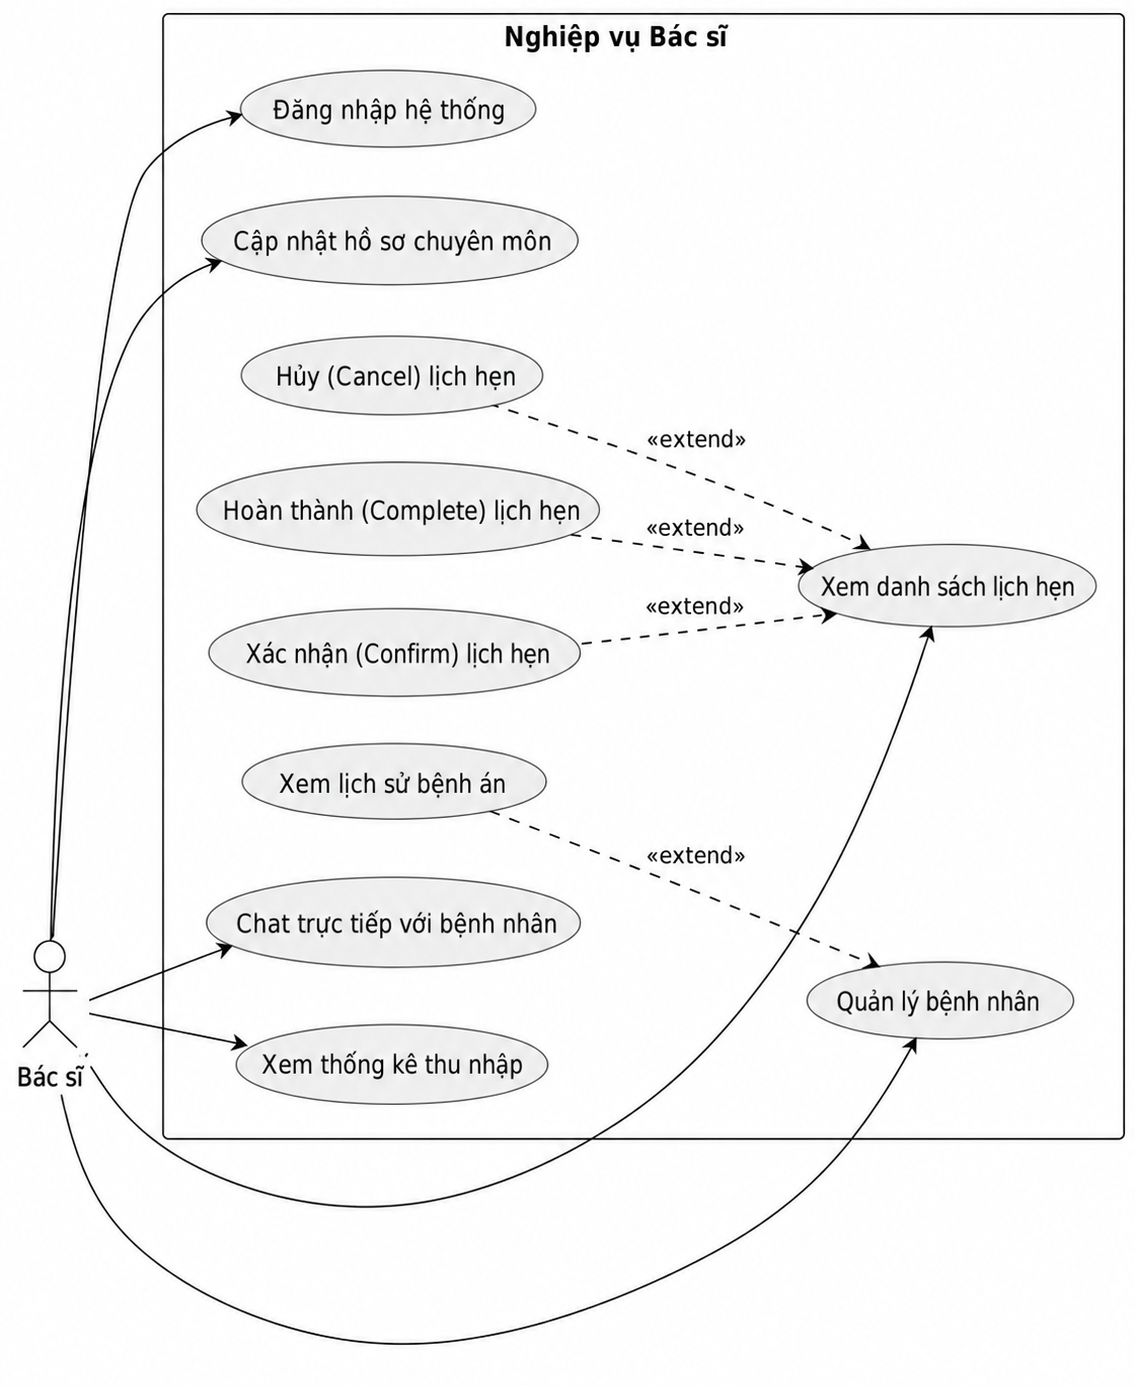 Nghiệp vụ Bác sĩ
Đăng nhập hệ thống
Cập nhật hồ sơ chuyên môn
Hủy (Cancel) lịch hẹn
«extend»
Hoàn thành (Complete) lịch hẹn
«extend»
Xem danh sách lịch hẹn
«extend»
Xác nhận (Confirm) lịch hẹn
Xem lịch sử bệnh án
«extend»
Chat trực tiếp với bệnh nhân
Quản lý bệnh nhân
Xem thống kê thu nhập
Bác sĩ